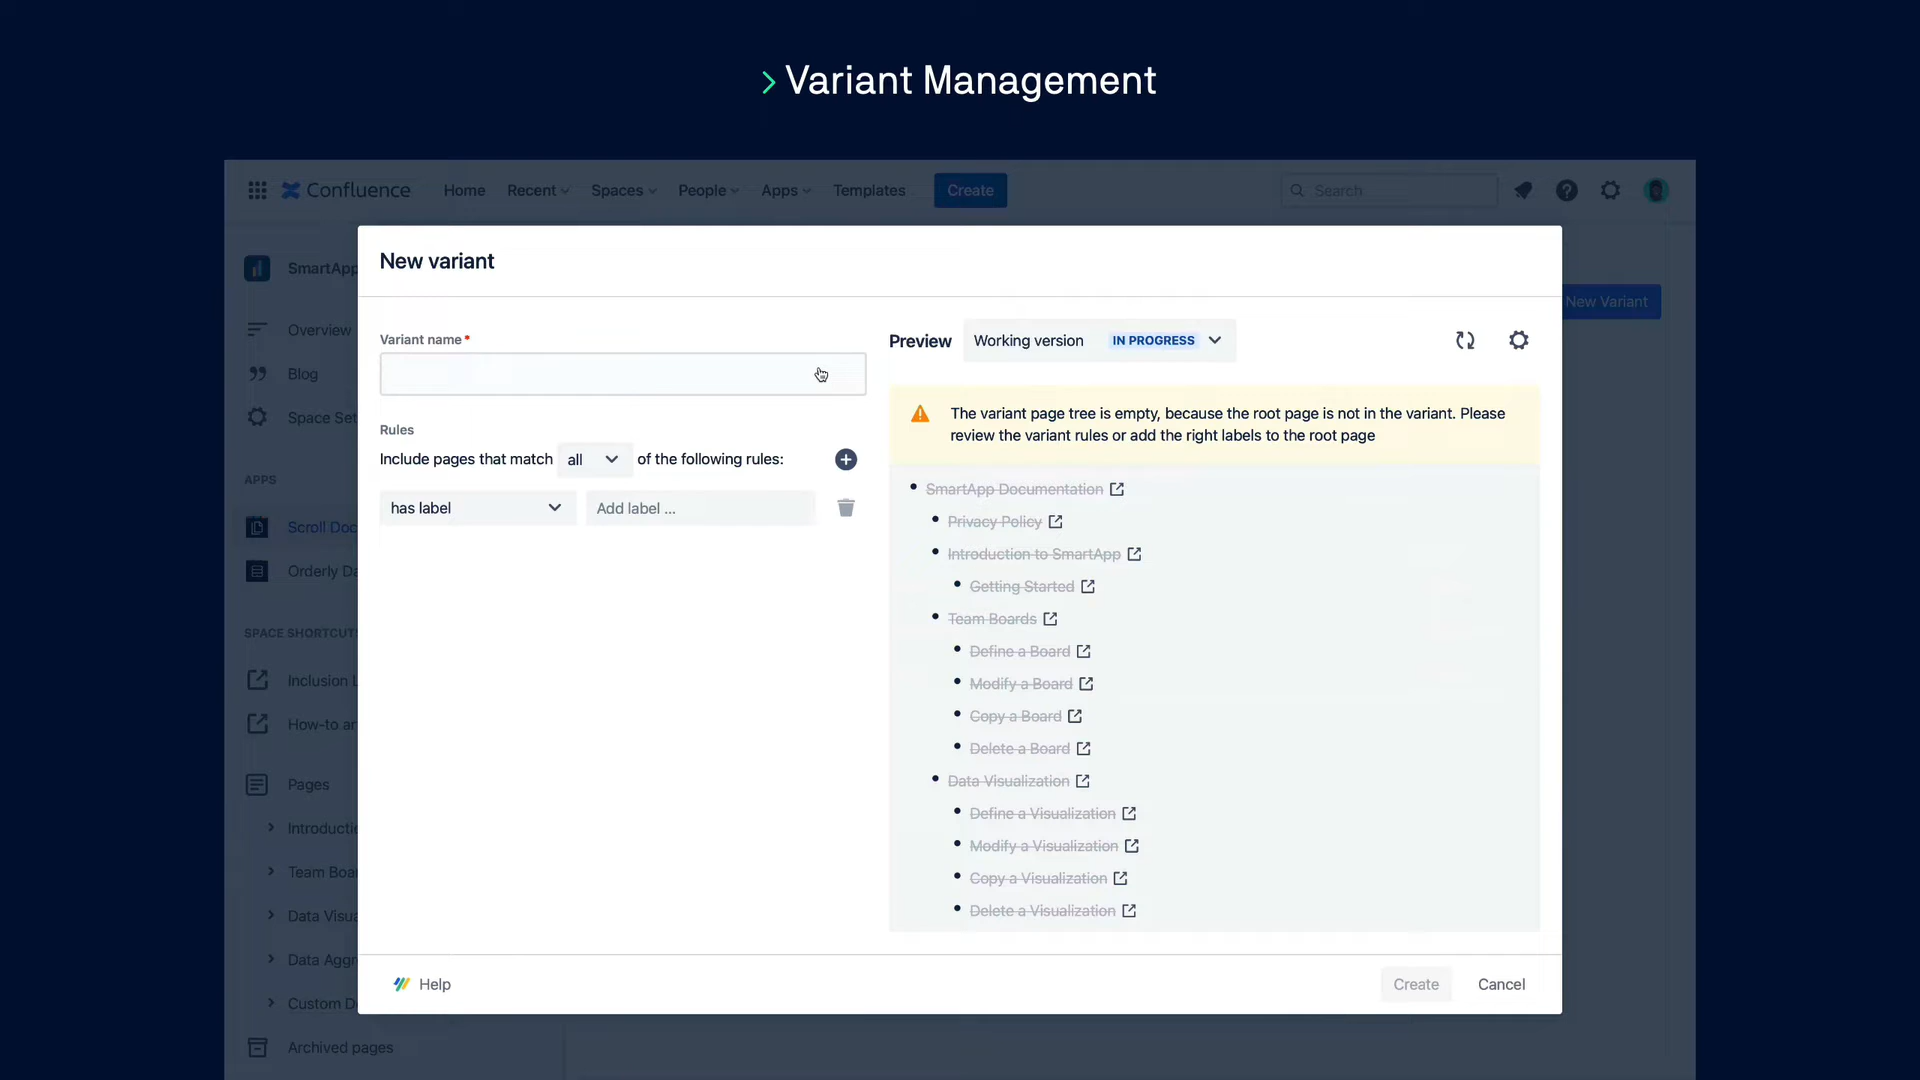 Variant Management
Confluence
Home
Recent
Spaces
People
Apps
Templates
Create
Search
SmartApp
Overview
Blog
Space Set
APPS
Scroll Doc
Orderly Da
SPACE SHORTCUTS
Inclusion L
How-to ar
Pages
Introductio
Team Boa
Data Visua
Data Aggr
Custom D
Archived pages
New Variant
New variant
Variant name*
Rules
Include pages that match all of the following rules:
has label
Add label ...
Preview
Working version IN PROGRESS
The variant page tree is empty, because the root page is not in the variant. Please
review the variant rules or add the right labels to the root page
SmartApp Documentation
Privacy Policy
Introduction to SmartApp
Getting Started
Team Boards
Define a Board
Modify a Board
Copy a Board
Delete a Board
Data Visualization
Define a Visualization
Modify a Visualization
Copy a Visualization
Delete a Visualization
Help
Create
Cancel